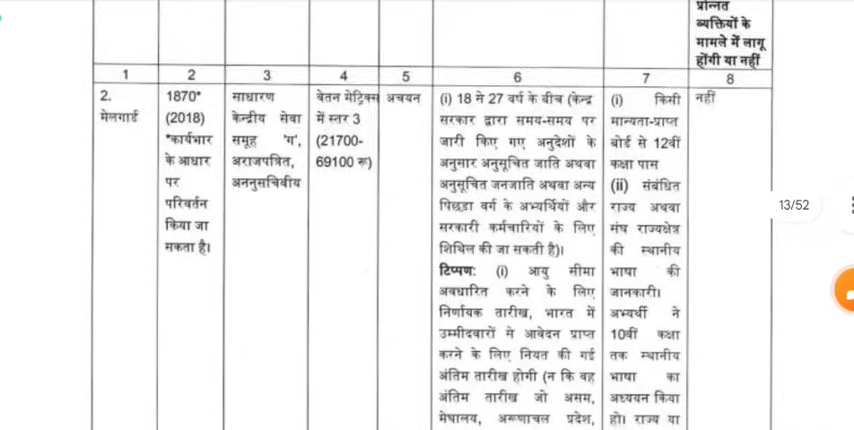 प्रोन्नत
व्यक्तियों के
मामले में लागू
होंगी या नहीं
1 2 3 4 5 6 7 8
2.
मेलगार्ड
1870*
(2018)
*कार्यभार
के आधार
पर
परिवर्तन
किया जा
सकता है।
साधारण
केन्द्रीय सेवा
समूह 'ग',
अराजपत्रित,
अननुसचिवीय
वेतन मेट्रिक्स
में स्तर 3
(21700-
69100 रू)
अचयन
(i) 18 से 27 वर्ष के बीच (केन्द्र
सरकार द्वारा समय-समय पर
जारी किए गए अनुदेशों के
अनुसार अनुसूचित जाति अथवा
अनुसूचित जनजाति अथवा अन्य
पिछड़ा वर्ग के अभ्यर्थियों और
सरकारी कर्मचारियों के लिए
शिथिल की जा सकती है)।
टिप्पण: (i) आयु सीमा
अवधारित करने के लिए
निर्णायक तारीख, भारत में
उम्मीदवारों से आवेदन प्राप्त
करने के लिए नियत की गई
अंतिम तारीख होगी (न कि वह
अंतिम तारीख जो असम,
मेघालय, अरूणाचल प्रदेश,
(i) किसी
मान्यता-प्राप्त
बोर्ड से 12वीं
कक्षा पास
(ii) संबंधित
राज्य अथवा
संघ राज्यक्षेत्र
की स्थानीय
भाषा की
जानकारी।
अभ्यर्थी ने
10वीं कक्षा
तक स्थानीय
भाषा का
अध्ययन किया
हो। राज्य या
नहीं
13/52